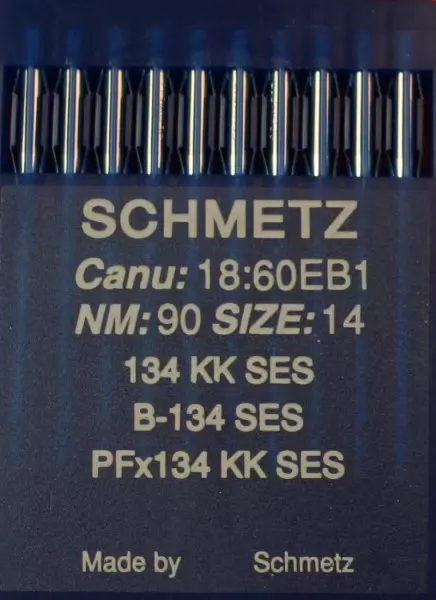 SCHMETZ
Canu: 18:60EB1
NM: 90 SIZE: 14
134 KK SES
B-134 SES
PFx134 KK SES
Made by Schmetz